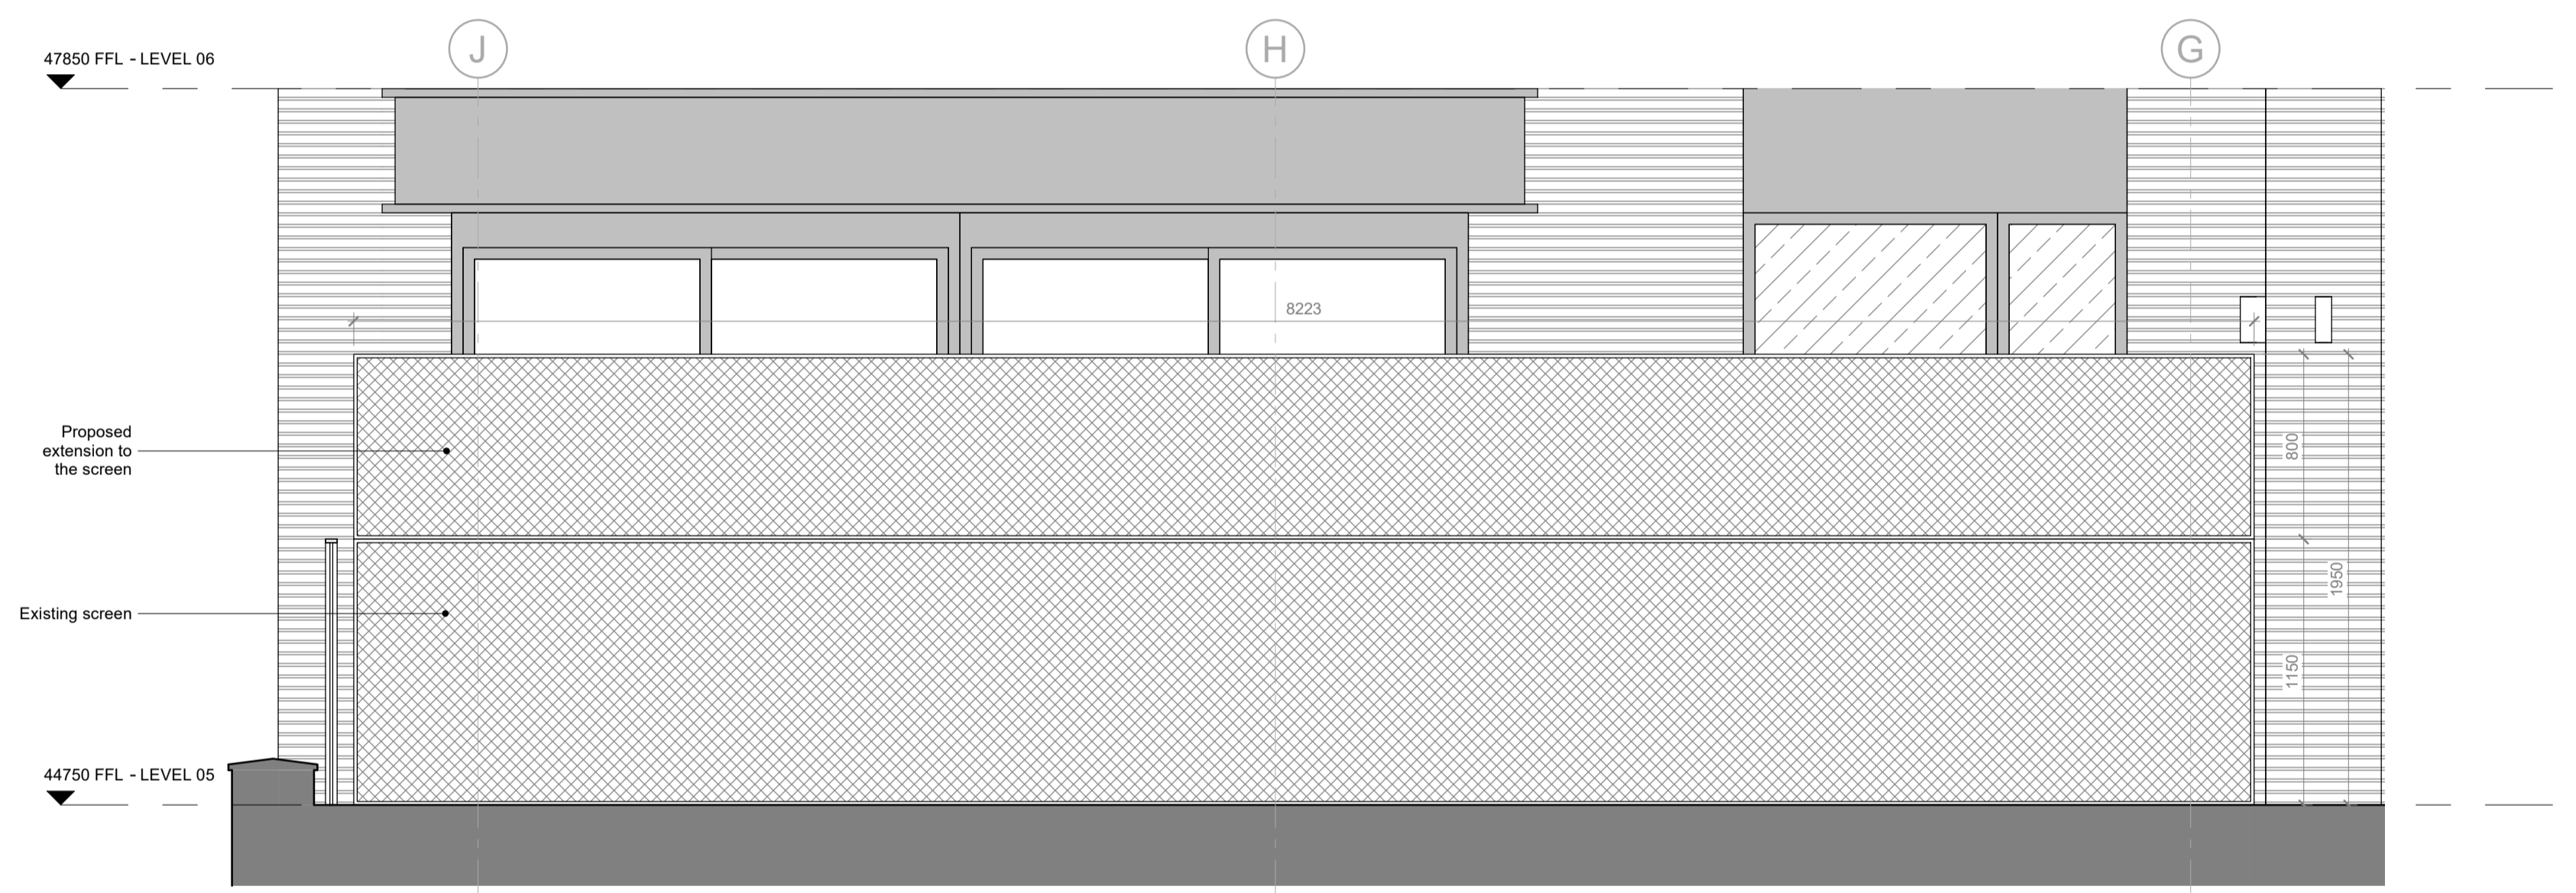 J
H
G
47850 FFL - LEVEL 06
8223
Proposed
extension to
the screen
800
1950
Existing screen
1150
44750 FFL - LEVEL 05